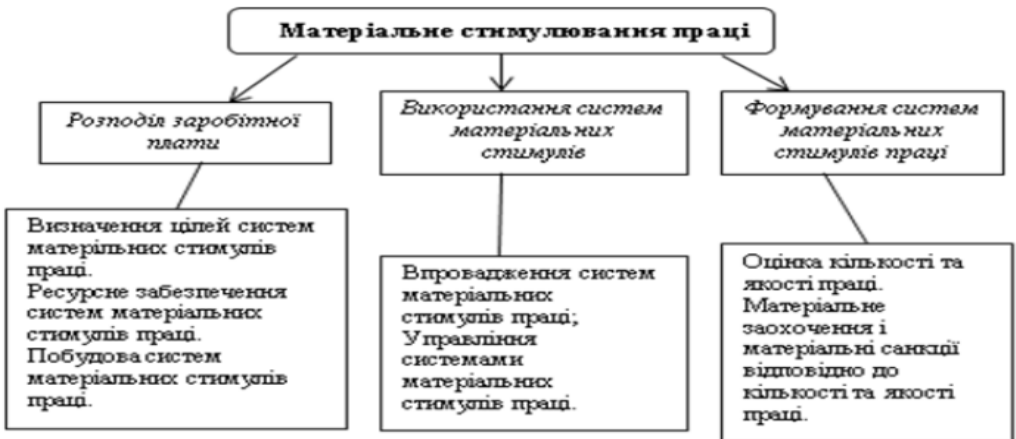 Матеріальне стимулювання праці
Розподіл заробітної
плати
Визначення цілей систем
матерільних стимулів
праці.
Ресурсне забезпечення
систем матеріальних
стимулів праці.
Побудова систем
матеріальних стимулів
праці.
Використання систем
матеріальних
стимулів
Впровадження систем
матеріальних
стимулів праці;
Управління
системами
матеріальних
стимулів праці.
Формування систем
матеріальних
стимулів праці
Оцінка кількості та
якості праці.
Матеріальне
заохочення і
матеріальні санкції
відповідно до
кількості та якості
праці.